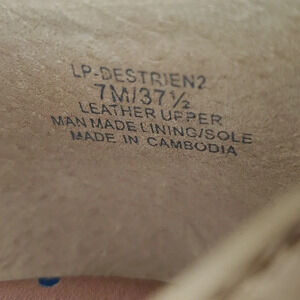 LP-DESTRIEN2
7M/37½
LEATHER UPPER
MAN MADE LINING/SOLE
MADE IN CAMBODIA